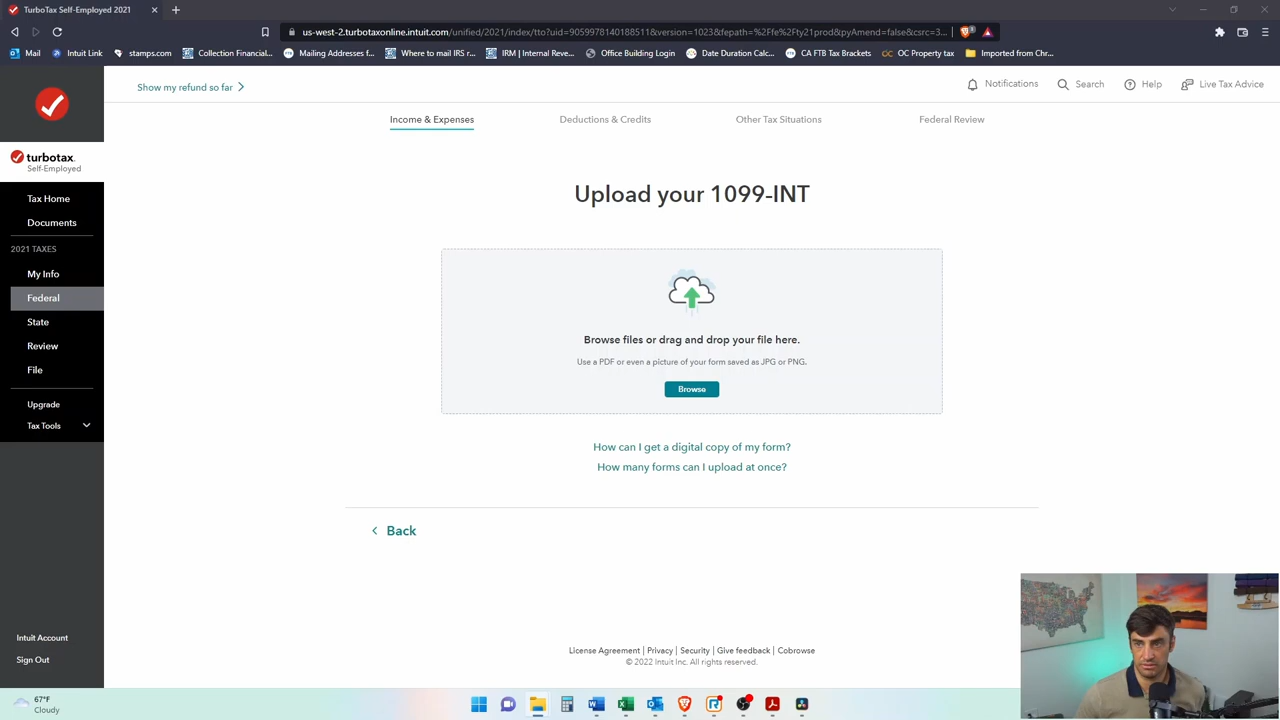 TurboTax Self-Employed 2021
us-west-2.turbotaxonline.intuit.com/unified/2021/index/tto?uid=9059978140188511&version=1023&fepath=%2Ffe%2Fty21prod&pyAmend=false&csrc=3...
Mail
Intuit Link
stamps.com
Collection Financial...
Mailing Addresses f...
Where to mail IRS r...
IRM | Internal Reve...
Office Building Login
Date Duration Calc...
CA FTB Tax Brackets
OC Property tax
Imported from Chr...
Show my refund so far
Notifications
Search
Help
Live Tax Advice
Income & Expenses
Deductions & Credits
Other Tax Situations
Federal Review
turbotax
Self-Employed
Tax Home
Documents
2021 TAXES
My Info
Federal
State
Review
File
Upgrade
Tax Tools
Intuit Account
Sign Out
Upload your 1099-INT
Browse files or drag and drop your file here.
Use a PDF or even a picture of your form saved as JPG or PNG.
Browse
How can I get a digital copy of my form?
How many forms can I upload at once?
Back
License Agreement | Privacy | Security | Give feedback | Cobrowse
© 2022 Intuit Inc. All rights reserved.
67°F
Cloudy